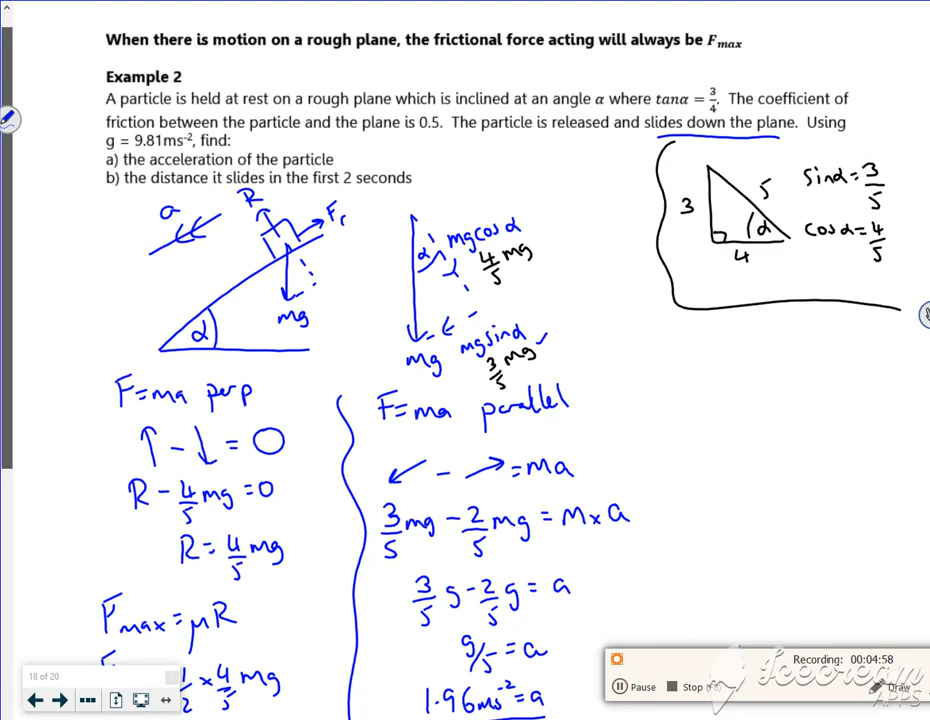 When there is motion on a rough plane, the frictional force acting will always be Fmax
Example 2
A particle is held at rest on a rough plane which is inclined at an angle α where tanα = 3/4. The coefficient of
friction between the particle and the plane is 0.5. The particle is released and slides down the plane. Using
g = 9.81ms-2, find:
a) the acceleration of the particle
b) the distance it slides in the first 2 seconds
3
5
α
4
sinα = 3/5
cosα = 4/5
a
R
Fr
mg
α
α
mgcosα
4/5 mg
mg
mgsinα
3/5 mg
F=ma perp
↑ - ↓ = 0
R - 4/5 mg = 0
R = 4/5 mg
Fmax = μR
1/2 × 4/5 mg
F=ma parallel
↙ - ↗ = ma
3/5 mg - 2/5 mg = m × a
3/5 g - 2/5 g = a
g/5 = a
1.96ms-2 = a
18 of 20
Recording: 00:04:58
Pause
Stop (F8)
Draw
Icecream
APPS